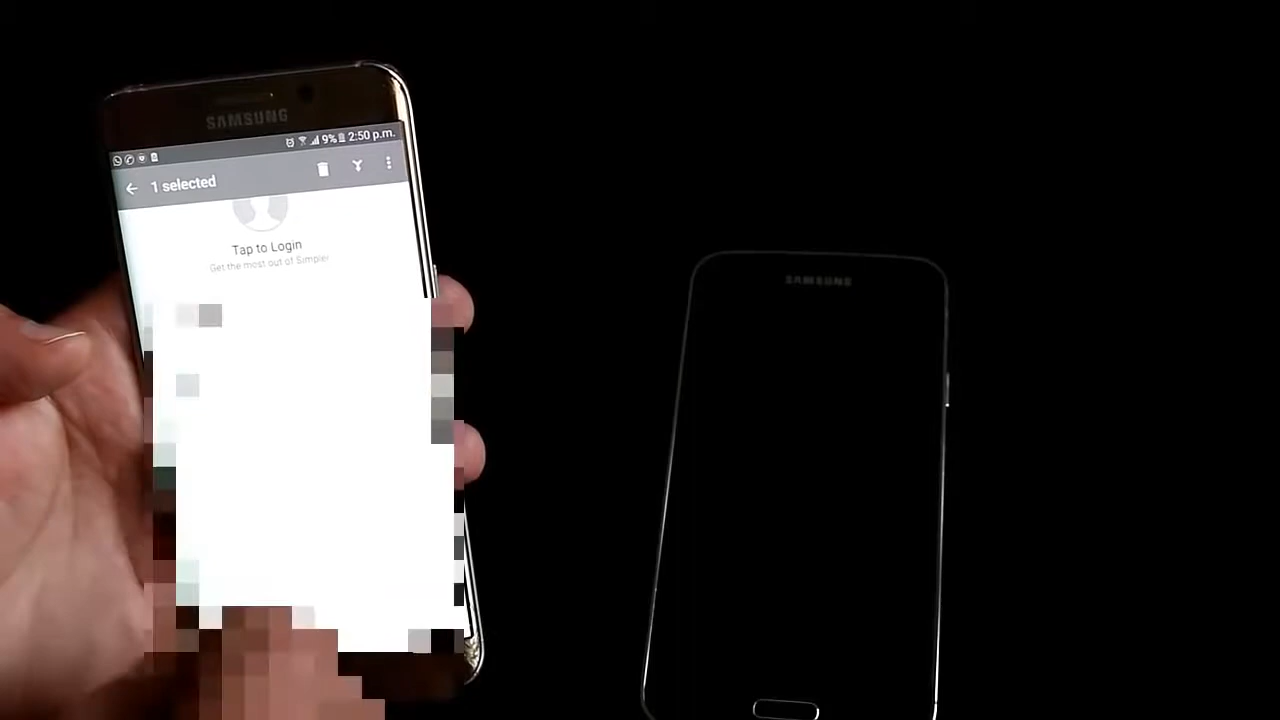 SAMSUNG
9% 2:50 p.m.
1 selected
Tap to Login
Get the most out of Simpler
SAMSUNG